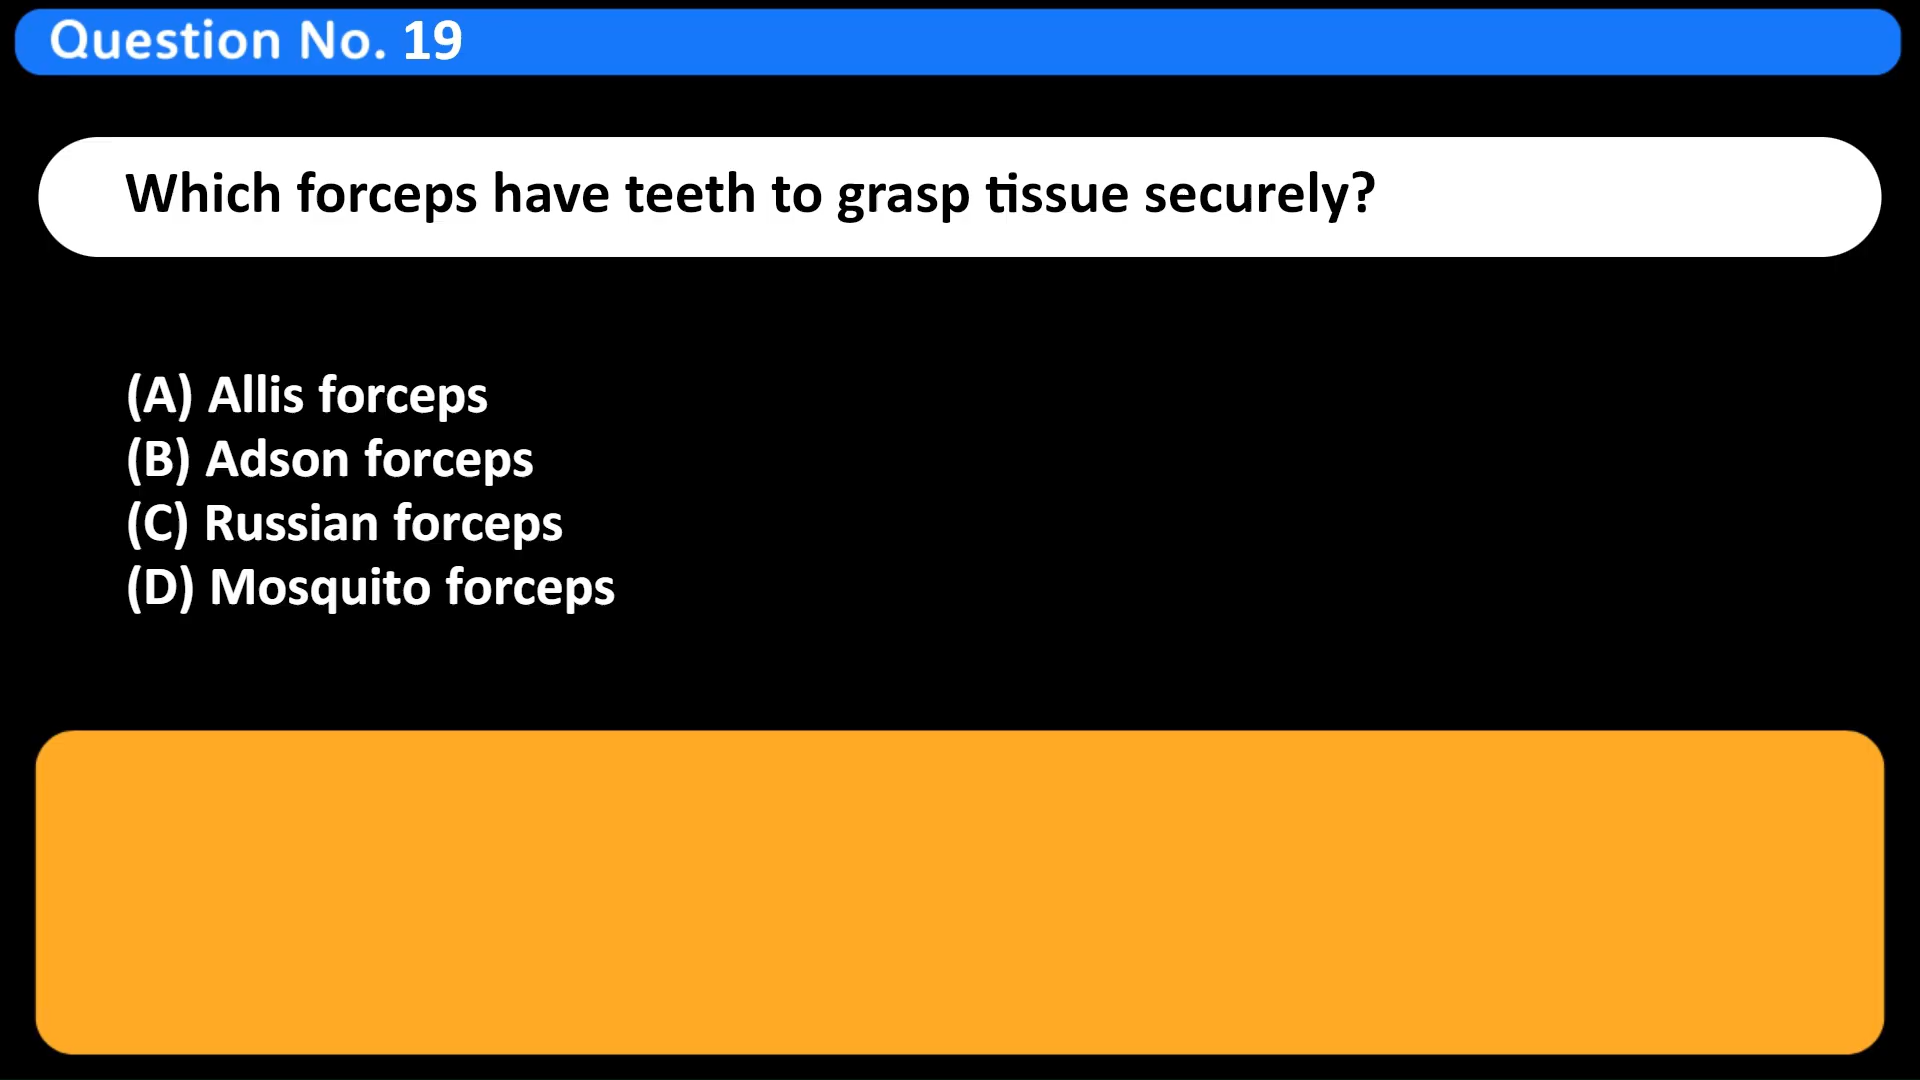 Question No. 19
Which forceps have teeth to grasp tissue securely?
(A) Allis forceps
(B) Adson forceps
(C) Russian forceps
(D) Mosquito forceps